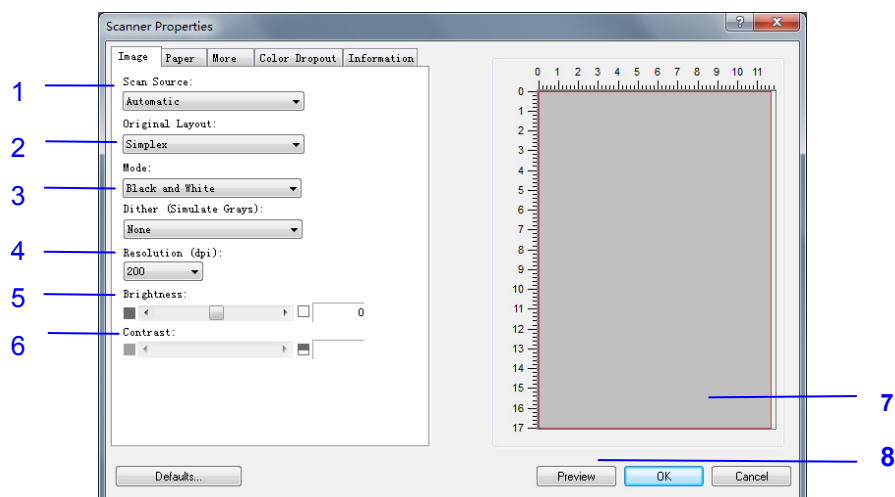 Scanner Properties
Image Paper More Color Dropout Information
1 Scan Source:
Automatic
Original Layout:
2 Simplex
Mode:
3 Black and White
Dither (Simulate Grays):
None
4 Resolution (dpi):
200
5 Brightness:
0
6 Contrast:
0 1 2 3 4 5 6 7 8 9 10 11
0
1
2
3
4
5
6
7
8
9
10
11
12
13
14
15
16
17
7
8
Defaults... Preview OK Cancel